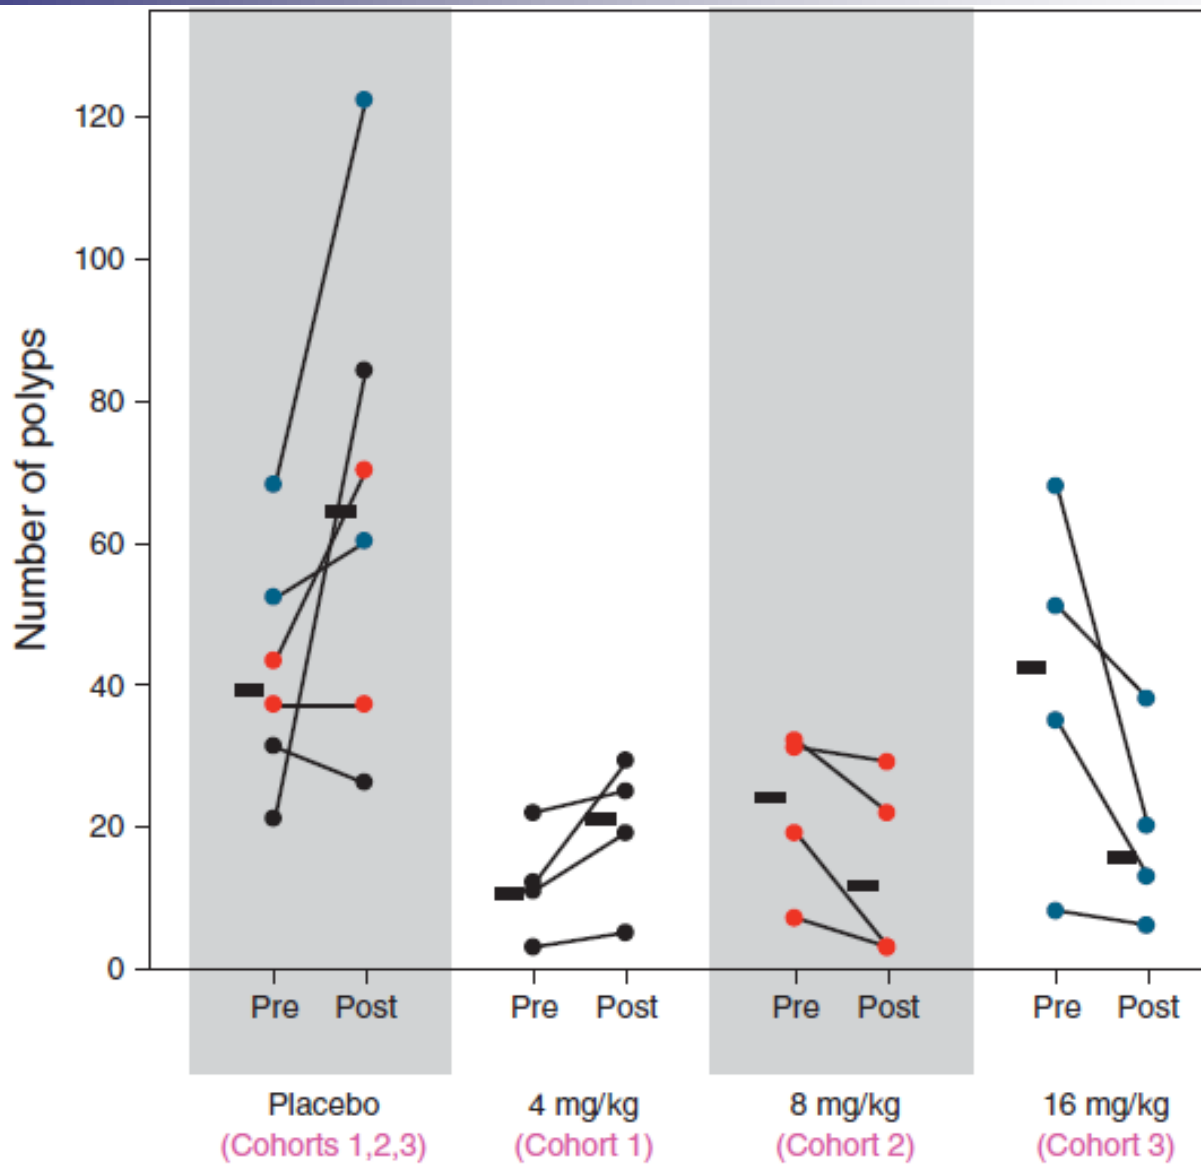 Number of polyps
120
100
80
60
40
20
0
Pre Post Pre Post Pre Post Pre Post
Placebo 4 mg/kg 8 mg/kg 16 mg/kg
(Cohorts 1,2,3) (Cohort 1) (Cohort 2) (Cohort 3)